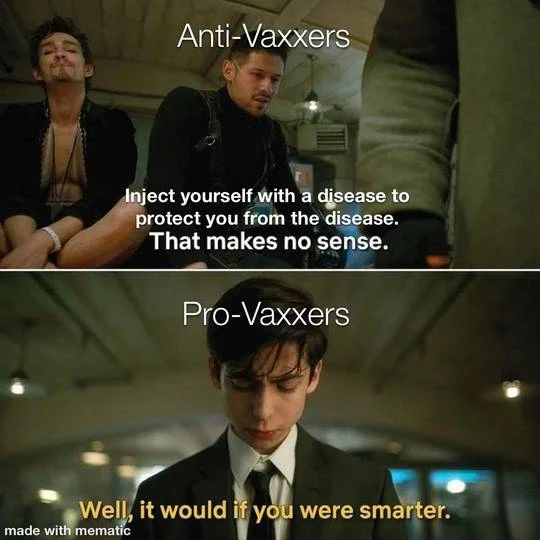 Anti-Vaxxers
Inject yourself with a disease to
protect you from the disease.
That makes no sense.
Pro-Vaxxers
Well, it would if you were smarter.
made with mematic